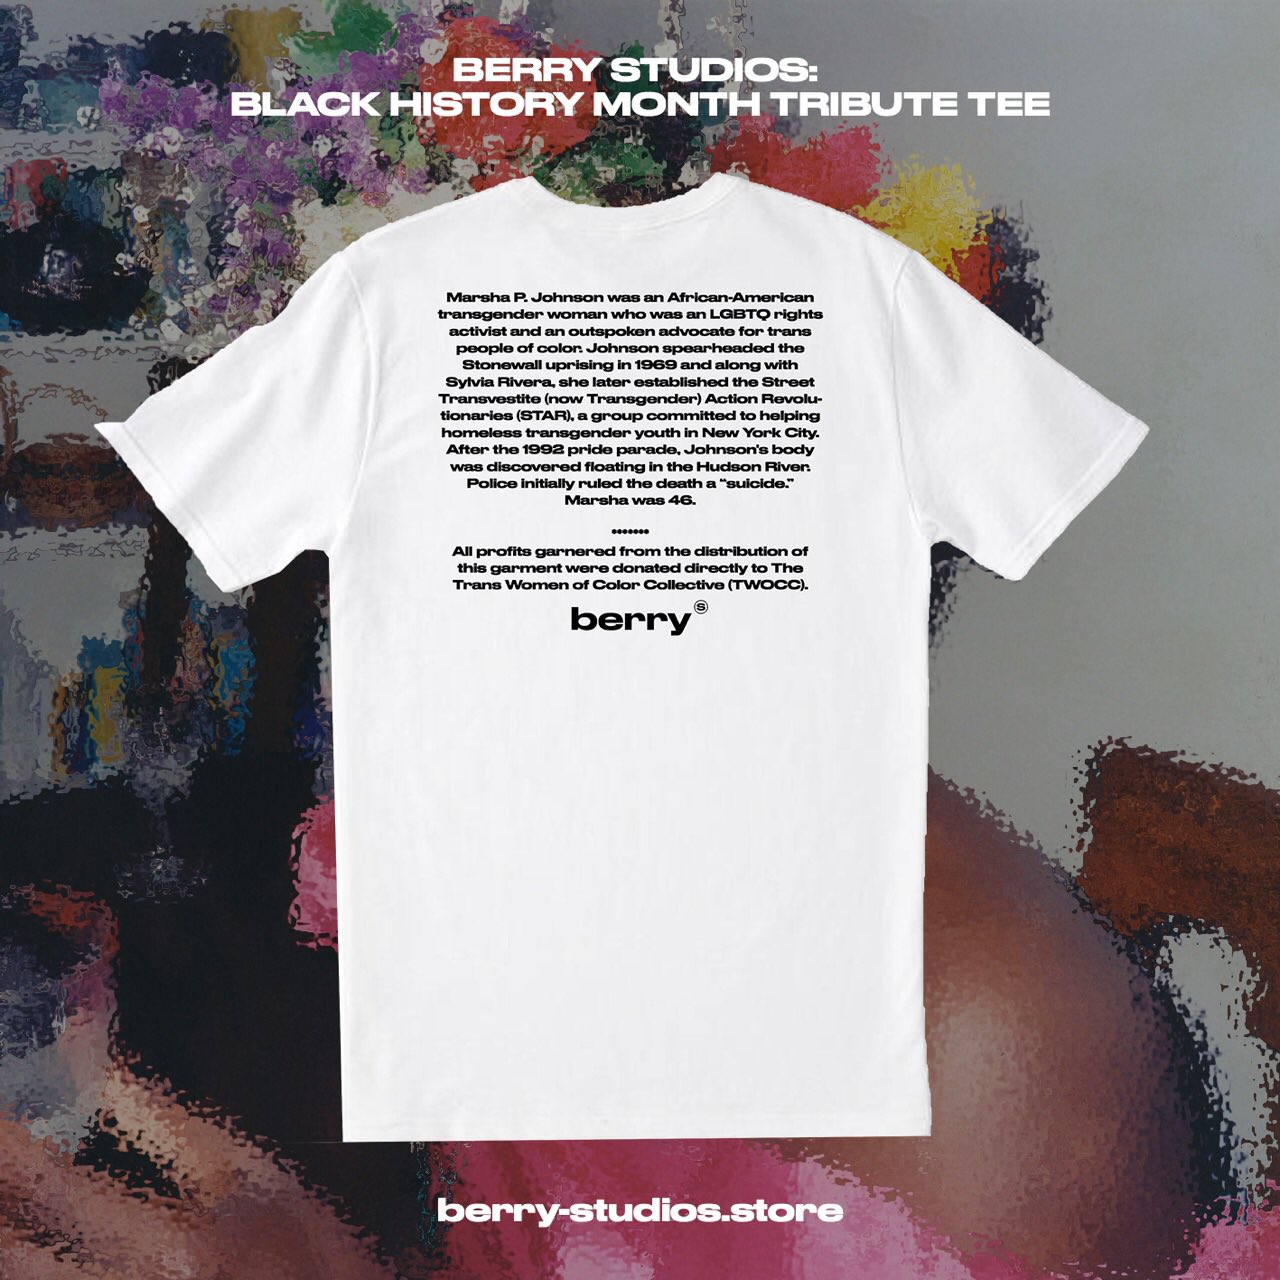 BERRY STUDIOS:
BLACK HISTORY MONTH TRIBUTE TEE
Marsha P. Johnson was an African-American
transgender woman who was an LGBTQ rights
activist and an outspoken advocate for trans
people of color. Johnson spearheaded the
Stonewall uprising in 1969 and along with
Sylvia Rivera, she later established the Street
Transvestite (now Transgender) Action Revolu-
tionaries (STAR), a group committed to helping
homeless transgender youth in New York City.
After the 1992 pride parade, Johnson's body
was discovered floating in the Hudson River.
Police initially ruled the death a “suicide.”
Marsha was 46.
•••••••
All profits garnered from the distribution of
this garment were donated directly to The
Trans Women of Color Collective (TWOCC).
berry Ⓢ
berry-studios.store